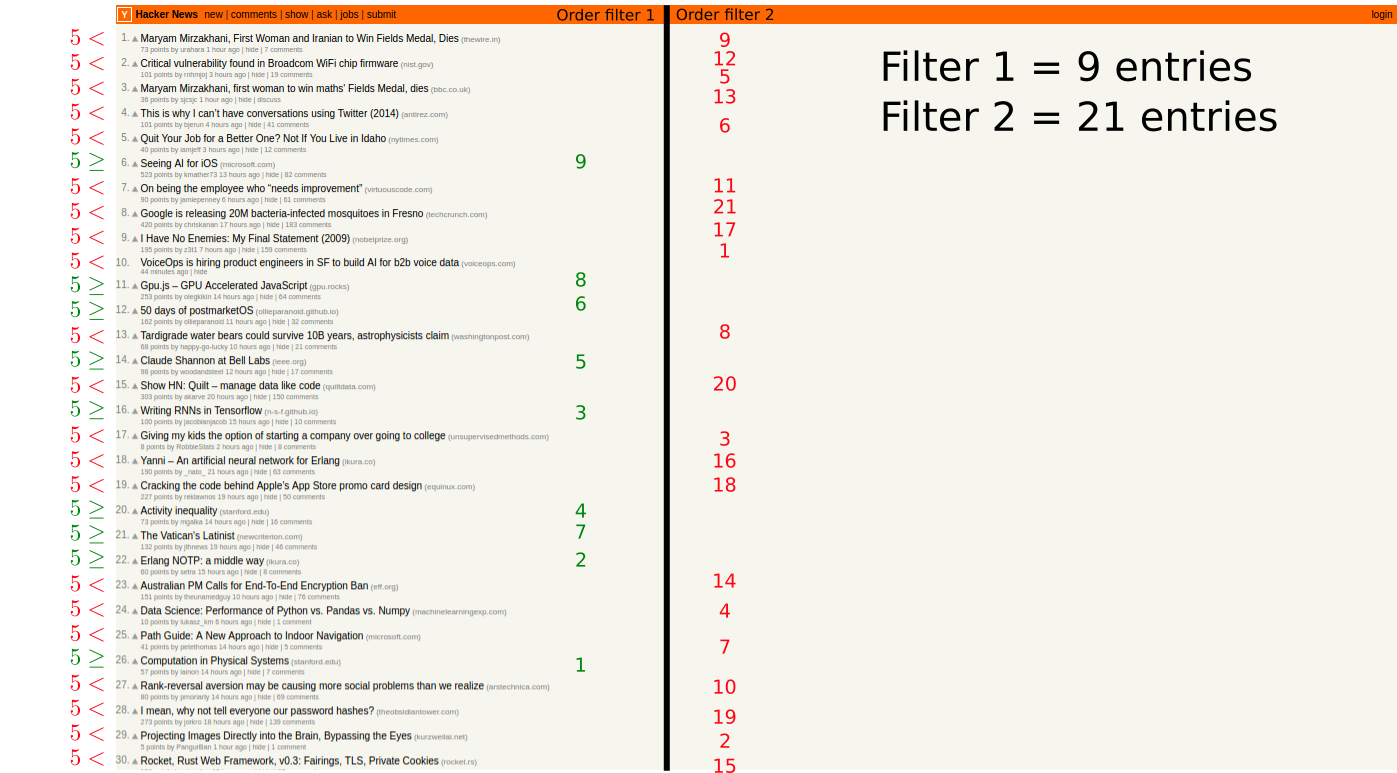 Y Hacker News new | comments | show | ask | jobs | submit Order filter 1 Order filter 2 login
Filter 1 = 9 entries
Filter 2 = 21 entries
5 < 1. Maryam Mirzakhani, First Woman and Iranian to Win Fields Medal, Dies (thewire.in) 9
73 points by urahara 1 hour ago | hide | 7 comments
5 < 2. Critical vulnerability found in Broadcom WiFi chip firmware (nist.gov) 12
101 points by mhmjoj 3 hours ago | hide | 19 comments
5 < 3. Maryam Mirzakhani, first woman to win maths' Fields Medal, dies (bbc.co.uk) 5
36 points by sjcsjc 1 hour ago | hide | discuss
5 < 4. This is why I can't have conversations using Twitter (2014) (antirez.com) 13
101 points by bjerun 4 hours ago | hide | 41 comments
5 < 5. Quit Your Job for a Better One? Not If You Live in Idaho (nytimes.com) 6
40 points by iamjeff 3 hours ago | hide | 12 comments
5 ≥ 6. Seeing AI for iOS (microsoft.com) 9
523 points by kmather73 13 hours ago | hide | 82 comments
5 < 7. On being the employee who “needs improvement” (virtuouscode.com) 11
90 points by jamiepenney 6 hours ago | hide | 61 comments
5 < 8. Google is releasing 20M bacteria-infected mosquitoes in Fresno (techcrunch.com) 21
420 points by chriskanan 17 hours ago | hide | 183 comments
5 < 9. I Have No Enemies: My Final Statement (2009) (nobelprize.org) 17
195 points by z3t1 7 hours ago | hide | 159 comments
5 < 10. VoiceOps is hiring product engineers in SF to build AI for b2b voice data (voiceops.com) 1
44 minutes ago | hide
5 ≥ 11. Gpu.js – GPU Accelerated JavaScript (gpu.rocks) 8
253 points by olegkikin 14 hours ago | hide | 64 comments
5 ≥ 12. 50 days of postmarketOS (ollieparanoid.github.io) 6
162 points by ollieparanoid 11 hours ago | hide | 32 comments
5 < 13. Tardigrade water bears could survive 10B years, astrophysicists claim (washingtonpost.com) 8
68 points by happy-go-lucky 10 hours ago | hide | 21 comments
5 ≥ 14. Claude Shannon at Bell Labs (ieee.org) 5
98 points by woodandsteel 12 hours ago | hide | 17 comments
5 < 15. Show HN: Quilt – manage data like code (quiltdata.com) 20
303 points by akarve 20 hours ago | hide | 150 comments
5 ≥ 16. Writing RNNs in Tensorflow (n-s-f.github.io) 3
100 points by jacobianjacob 15 hours ago | hide | 10 comments
5 < 17. Giving my kids the option of starting a company over going to college (unsupervisedmethods.com) 3
8 points by RobbieStats 2 hours ago | hide | 8 comments
5 < 18. Yanni – An artificial neural network for Erlang (ikura.co) 16
190 points by _nato_ 21 hours ago | hide | 63 comments
5 < 19. Cracking the code behind Apple's App Store promo card design (equinux.com) 18
227 points by reklawnos 19 hours ago | hide | 50 comments
5 ≥ 20. Activity inequality (stanford.edu) 4
73 points by mgalka 14 hours ago | hide | 16 comments
5 ≥ 21. The Vatican's Latinist (newcriterion.com) 7
132 points by jthnews 19 hours ago | hide | 46 comments
5 ≥ 22. Erlang NOTP: a middle way (ikura.co) 2
60 points by setra 15 hours ago | hide | 8 comments
5 < 23. Australian PM Calls for End-To-End Encryption Ban (eff.org) 14
151 points by theunamedguy 10 hours ago | hide | 76 comments
5 < 24. Data Science: Performance of Python vs. Pandas vs. Numpy (machinelearningexp.com) 4
10 points by lukasz_km 6 hours ago | hide | 1 comment
5 < 25. Path Guide: A New Approach to Indoor Navigation (microsoft.com) 7
41 points by petethomas 14 hours ago | hide | 5 comments
5 ≥ 26. Computation in Physical Systems (stanford.edu) 1
57 points by lainon 14 hours ago | hide | 7 comments
5 < 27. Rank-reversal aversion may be causing more social problems than we realize (arstechnica.com) 10
80 points by pmoriarty 14 hours ago | hide | 69 comments
5 < 28. I mean, why not tell everyone our password hashes? (theobsidiantower.com) 19
273 points by jorkro 18 hours ago | hide | 139 comments
5 < 29. Projecting Images Directly into the Brain, Bypassing the Eyes (kurzweilai.net) 2
5 points by PanguiBan 1 hour ago | hide | 1 comment
5 < 30. Rocket, Rust Web Framework, v0.3: Fairings, TLS, Private Cookies (rocket.rs) 15